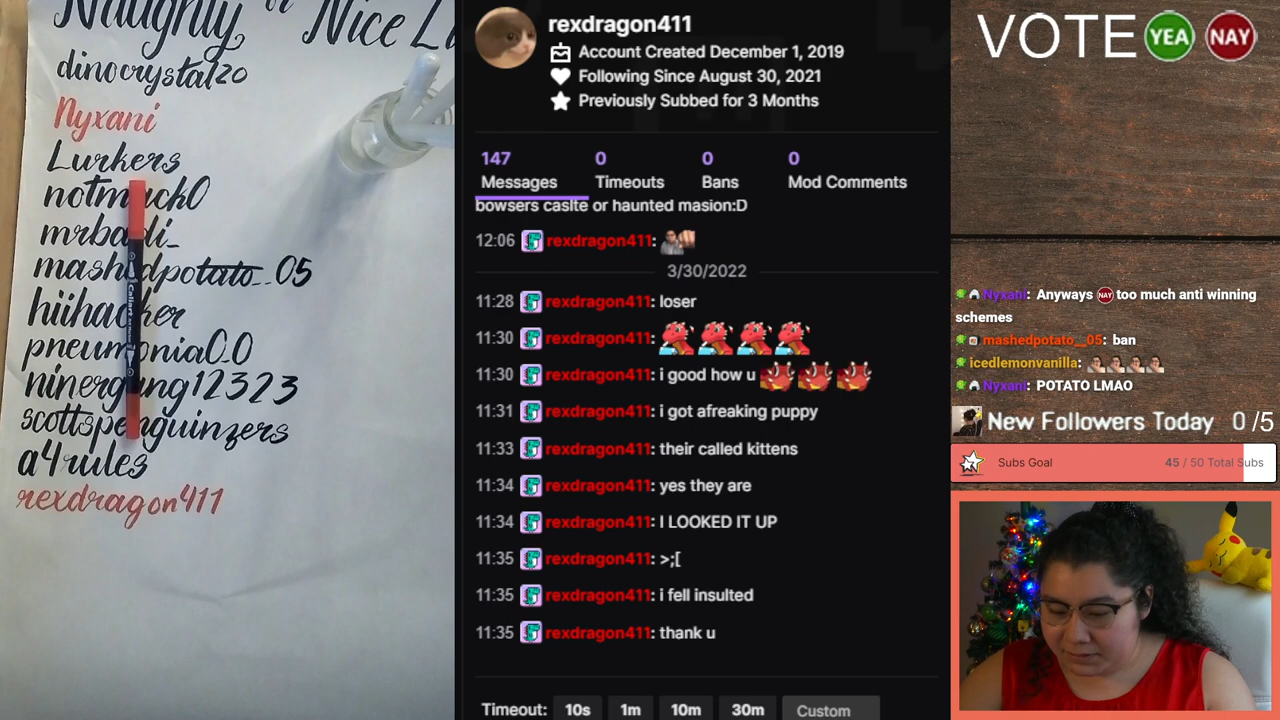 Naughty or Nice Li
dinocrystal20
Nyxani
Lurkers
notmuck0
mrbadi_
mashedpotato__05
hiihacker
pneumonia0_0
ninergang12323
scottspenguinzers
a4rules
rexdragon411
rexdragon411
Account Created December 1, 2019
Following Since August 30, 2021
Previously Subbed for 3 Months
147 0 0 0
Messages Timeouts Bans Mod Comments
bowsers caslte or haunted masion:D
12:06 rexdragon411:
3/30/2022
11:28 rexdragon411: loser
11:30 rexdragon411:
11:30 rexdragon411: i good how u
11:31 rexdragon411: i got afreaking puppy
11:33 rexdragon411: their called kittens
11:34 rexdragon411: yes they are
11:34 rexdragon411: I LOOKED IT UP
11:35 rexdragon411: >;[
11:35 rexdragon411: i fell insulted
11:35 rexdragon411: thank u
Timeout: 10s 1m 10m 30m Custom
VOTE YEA NAY
Nyxani: Anyways NAY too much anti winning
schemes
mashedpotato__05: ban
icedlemonvanilla:
Nyxani: POTATO LMAO
New Followers Today 0 /5
Subs Goal 45 / 50 Total Subs